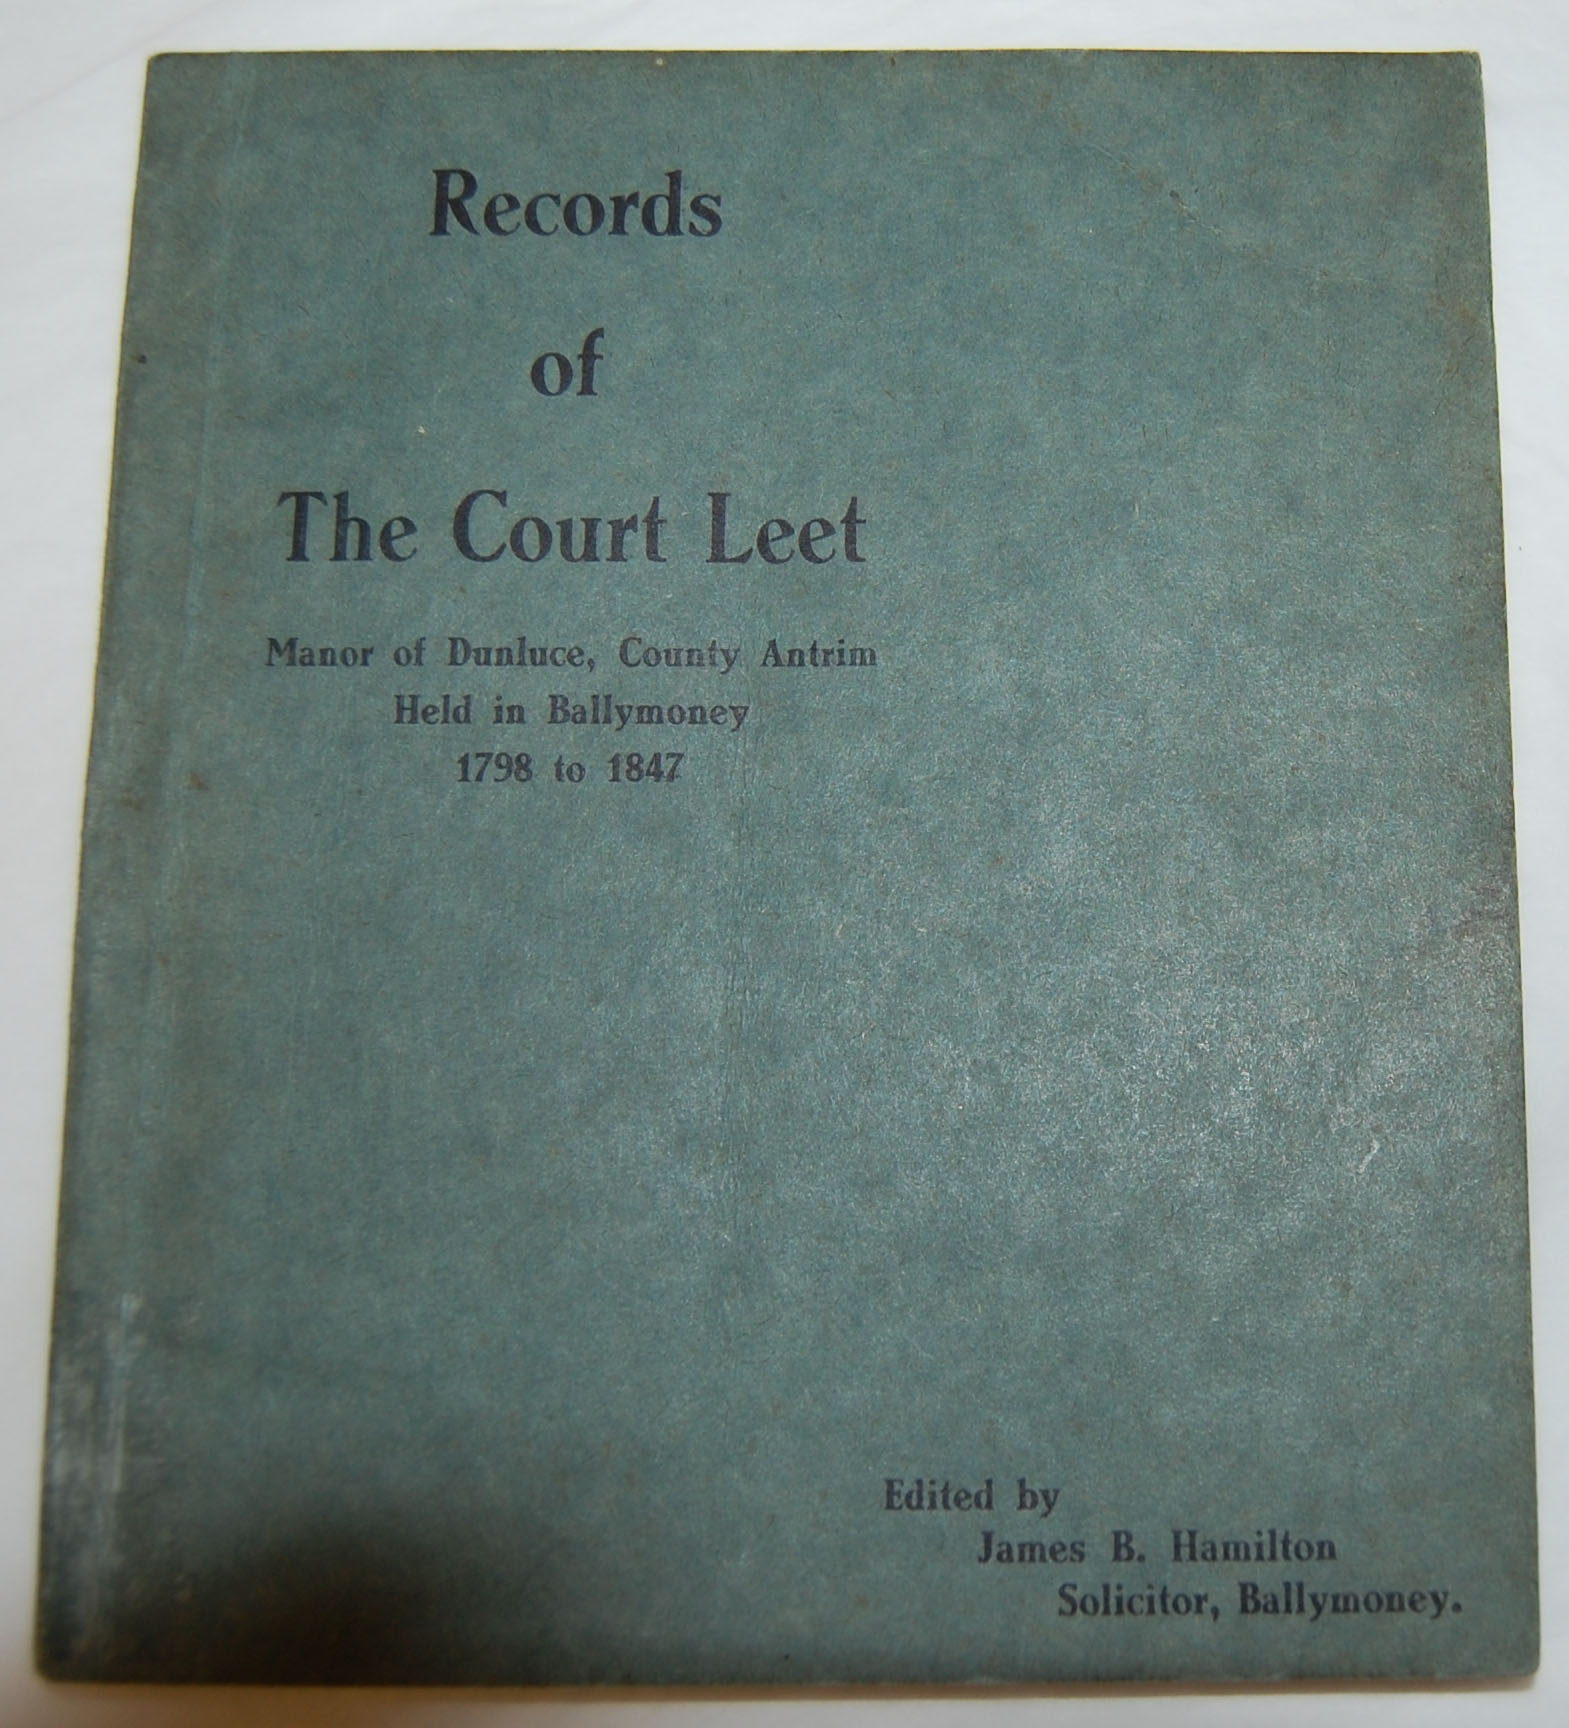 Records
of
The Court Leet
Manor of Dunluce, County Antrim
Held in Ballymoney
1798 to 1847
Edited by
James B. Hamilton
Solicitor, Ballymoney.